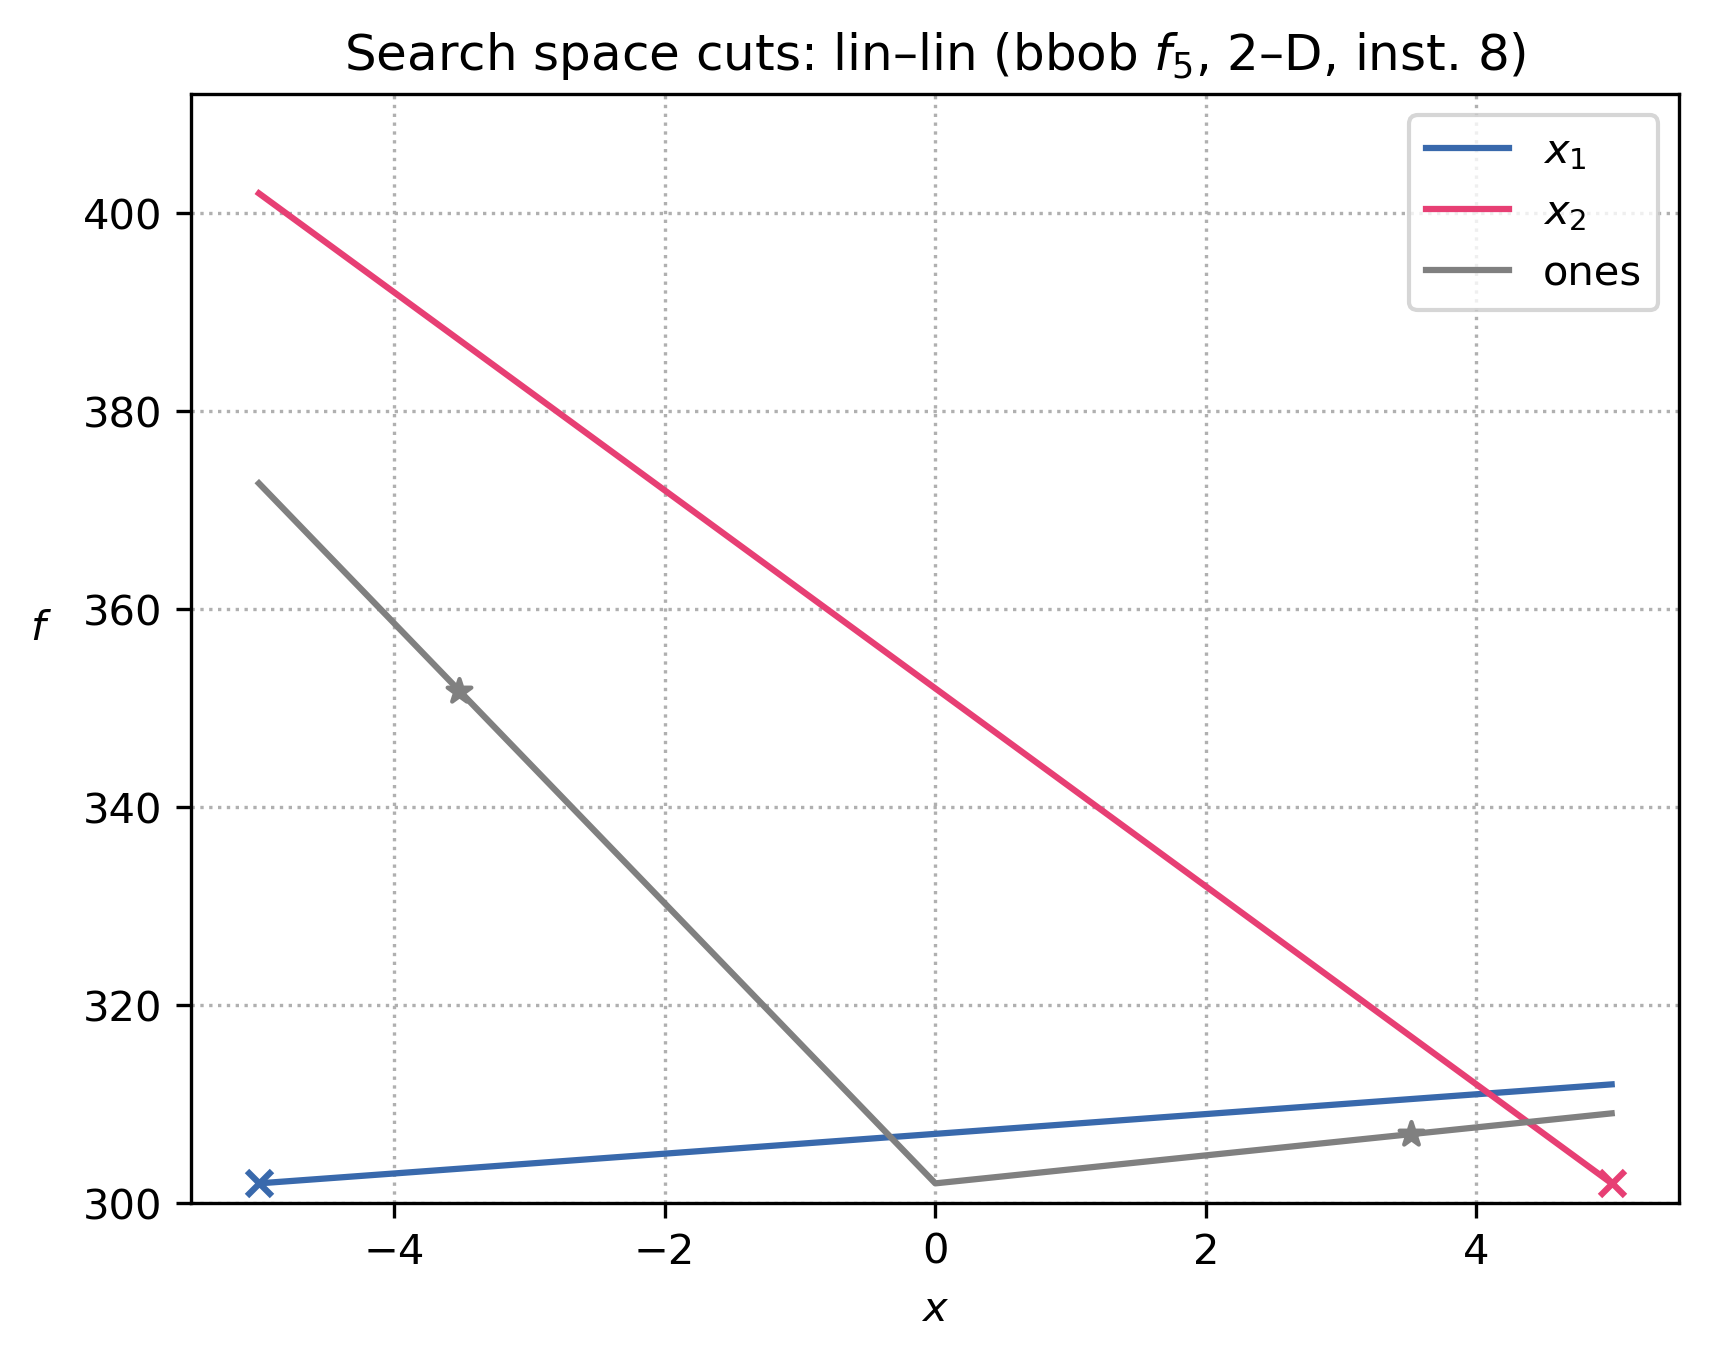 Search space cuts: lin–lin (bbob f₅, 2–D, inst. 8)
x₁
x₂
ones
400
380
360
340
320
300
f
−4
−2
0
2
4
x